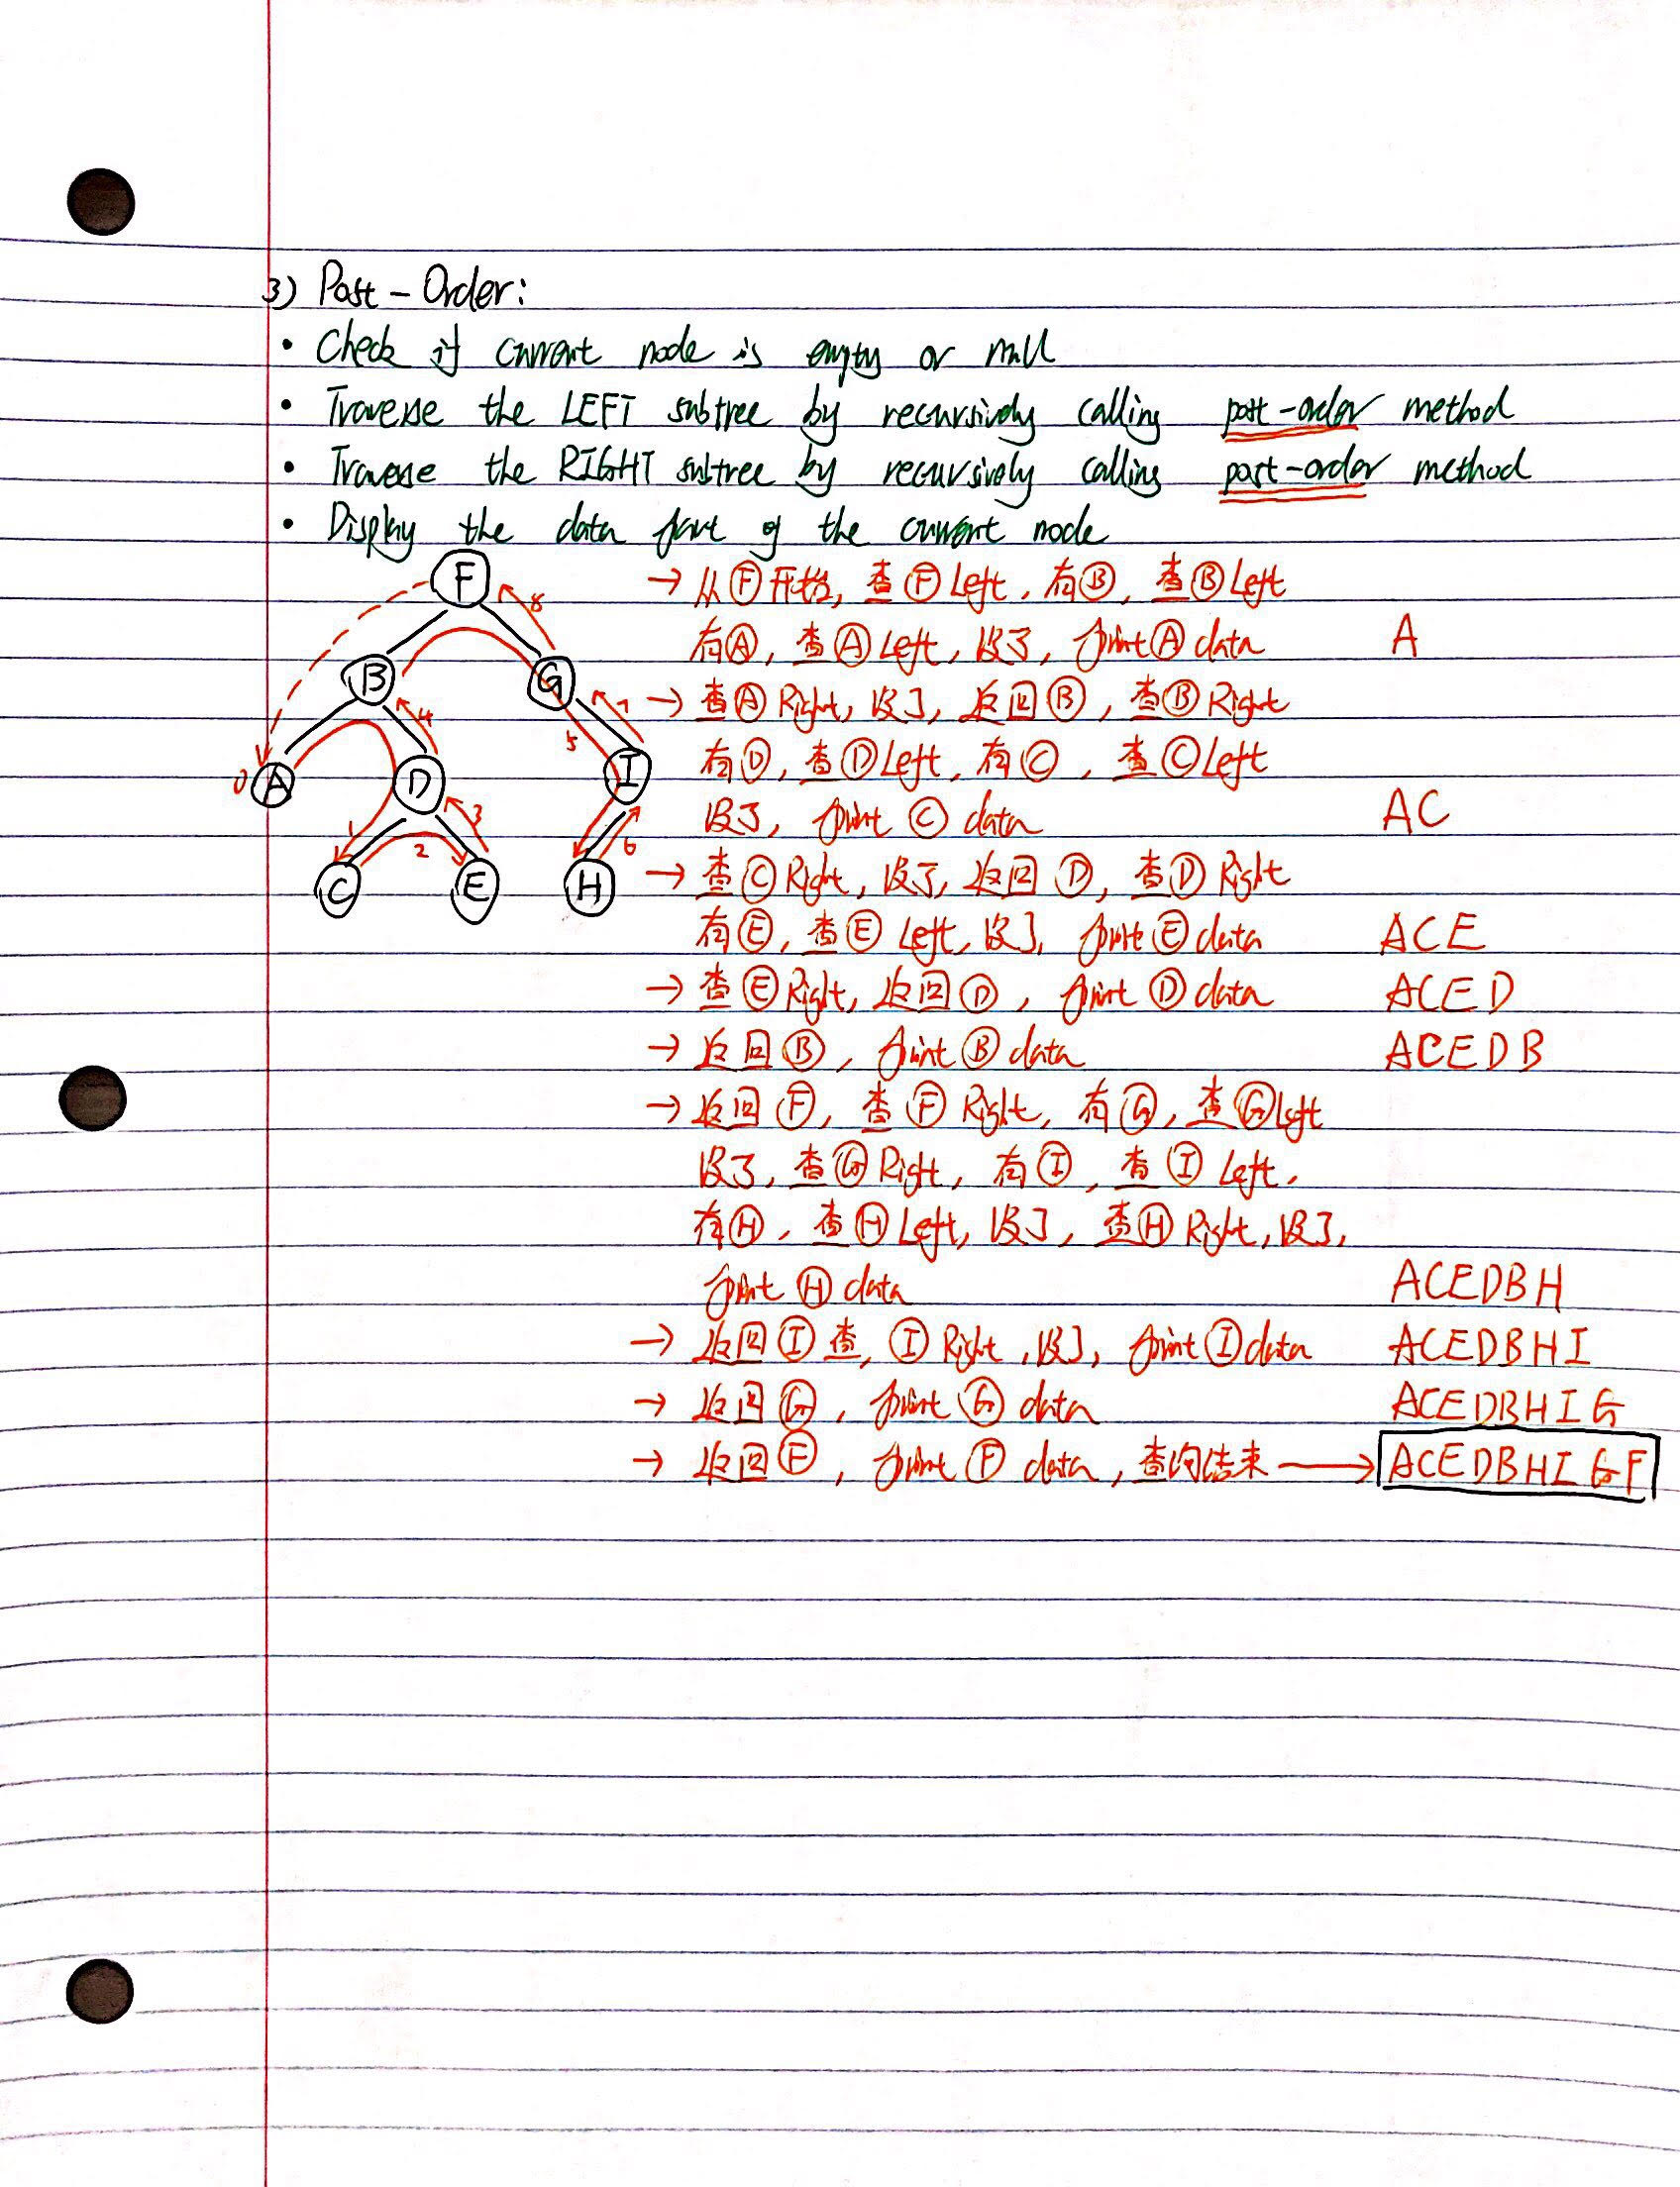 3) Post-Order:
• Check if current node is empty or null
• Traverse the LEFT subtree by recursively calling post-order method
• Traverse the RIGHT subtree by recursively calling post-order method
• Display the data part of the current node
F
B
G
A
D
I
C
E
H
0
1
2
3
4
5
6
7
8
→ 从Ⓕ开始, 查Ⓕ Left, 有Ⓑ, 查Ⓑ Left
有Ⓐ, 查Ⓐ Left, 没了, print Ⓐ data A
→ 查Ⓐ Right, 没了, 返回Ⓑ, 查Ⓑ Right
有Ⓓ, 查Ⓓ Left, 有Ⓒ, 查Ⓒ Left
没了, print Ⓒ data AC
→ 查Ⓒ Right, 没了, 返回Ⓓ, 查Ⓓ Right
有Ⓔ, 查Ⓔ Left, 没了, print Ⓔ data ACE
→ 查Ⓔ Right, 返回Ⓓ, print Ⓓ data ACED
→ 返回Ⓑ, print Ⓑ data ACEDB
→ 返回Ⓕ, 查Ⓕ Right, 有Ⓖ, 查Ⓖ Left
没了, 查Ⓖ Right, 有Ⓘ, 查Ⓘ Left,
有Ⓗ, 查Ⓗ Left, 没了, 查Ⓗ Right, 没了,
print Ⓗ data ACEDBH
→ 返回Ⓘ查, Ⓘ Right, 没了, print Ⓘ data ACEDBHI
→ 返回Ⓖ, print Ⓖ data ACEDBHIG
→ 返回Ⓕ, print Ⓕ data, 查询结束 → ACEDBHIGF